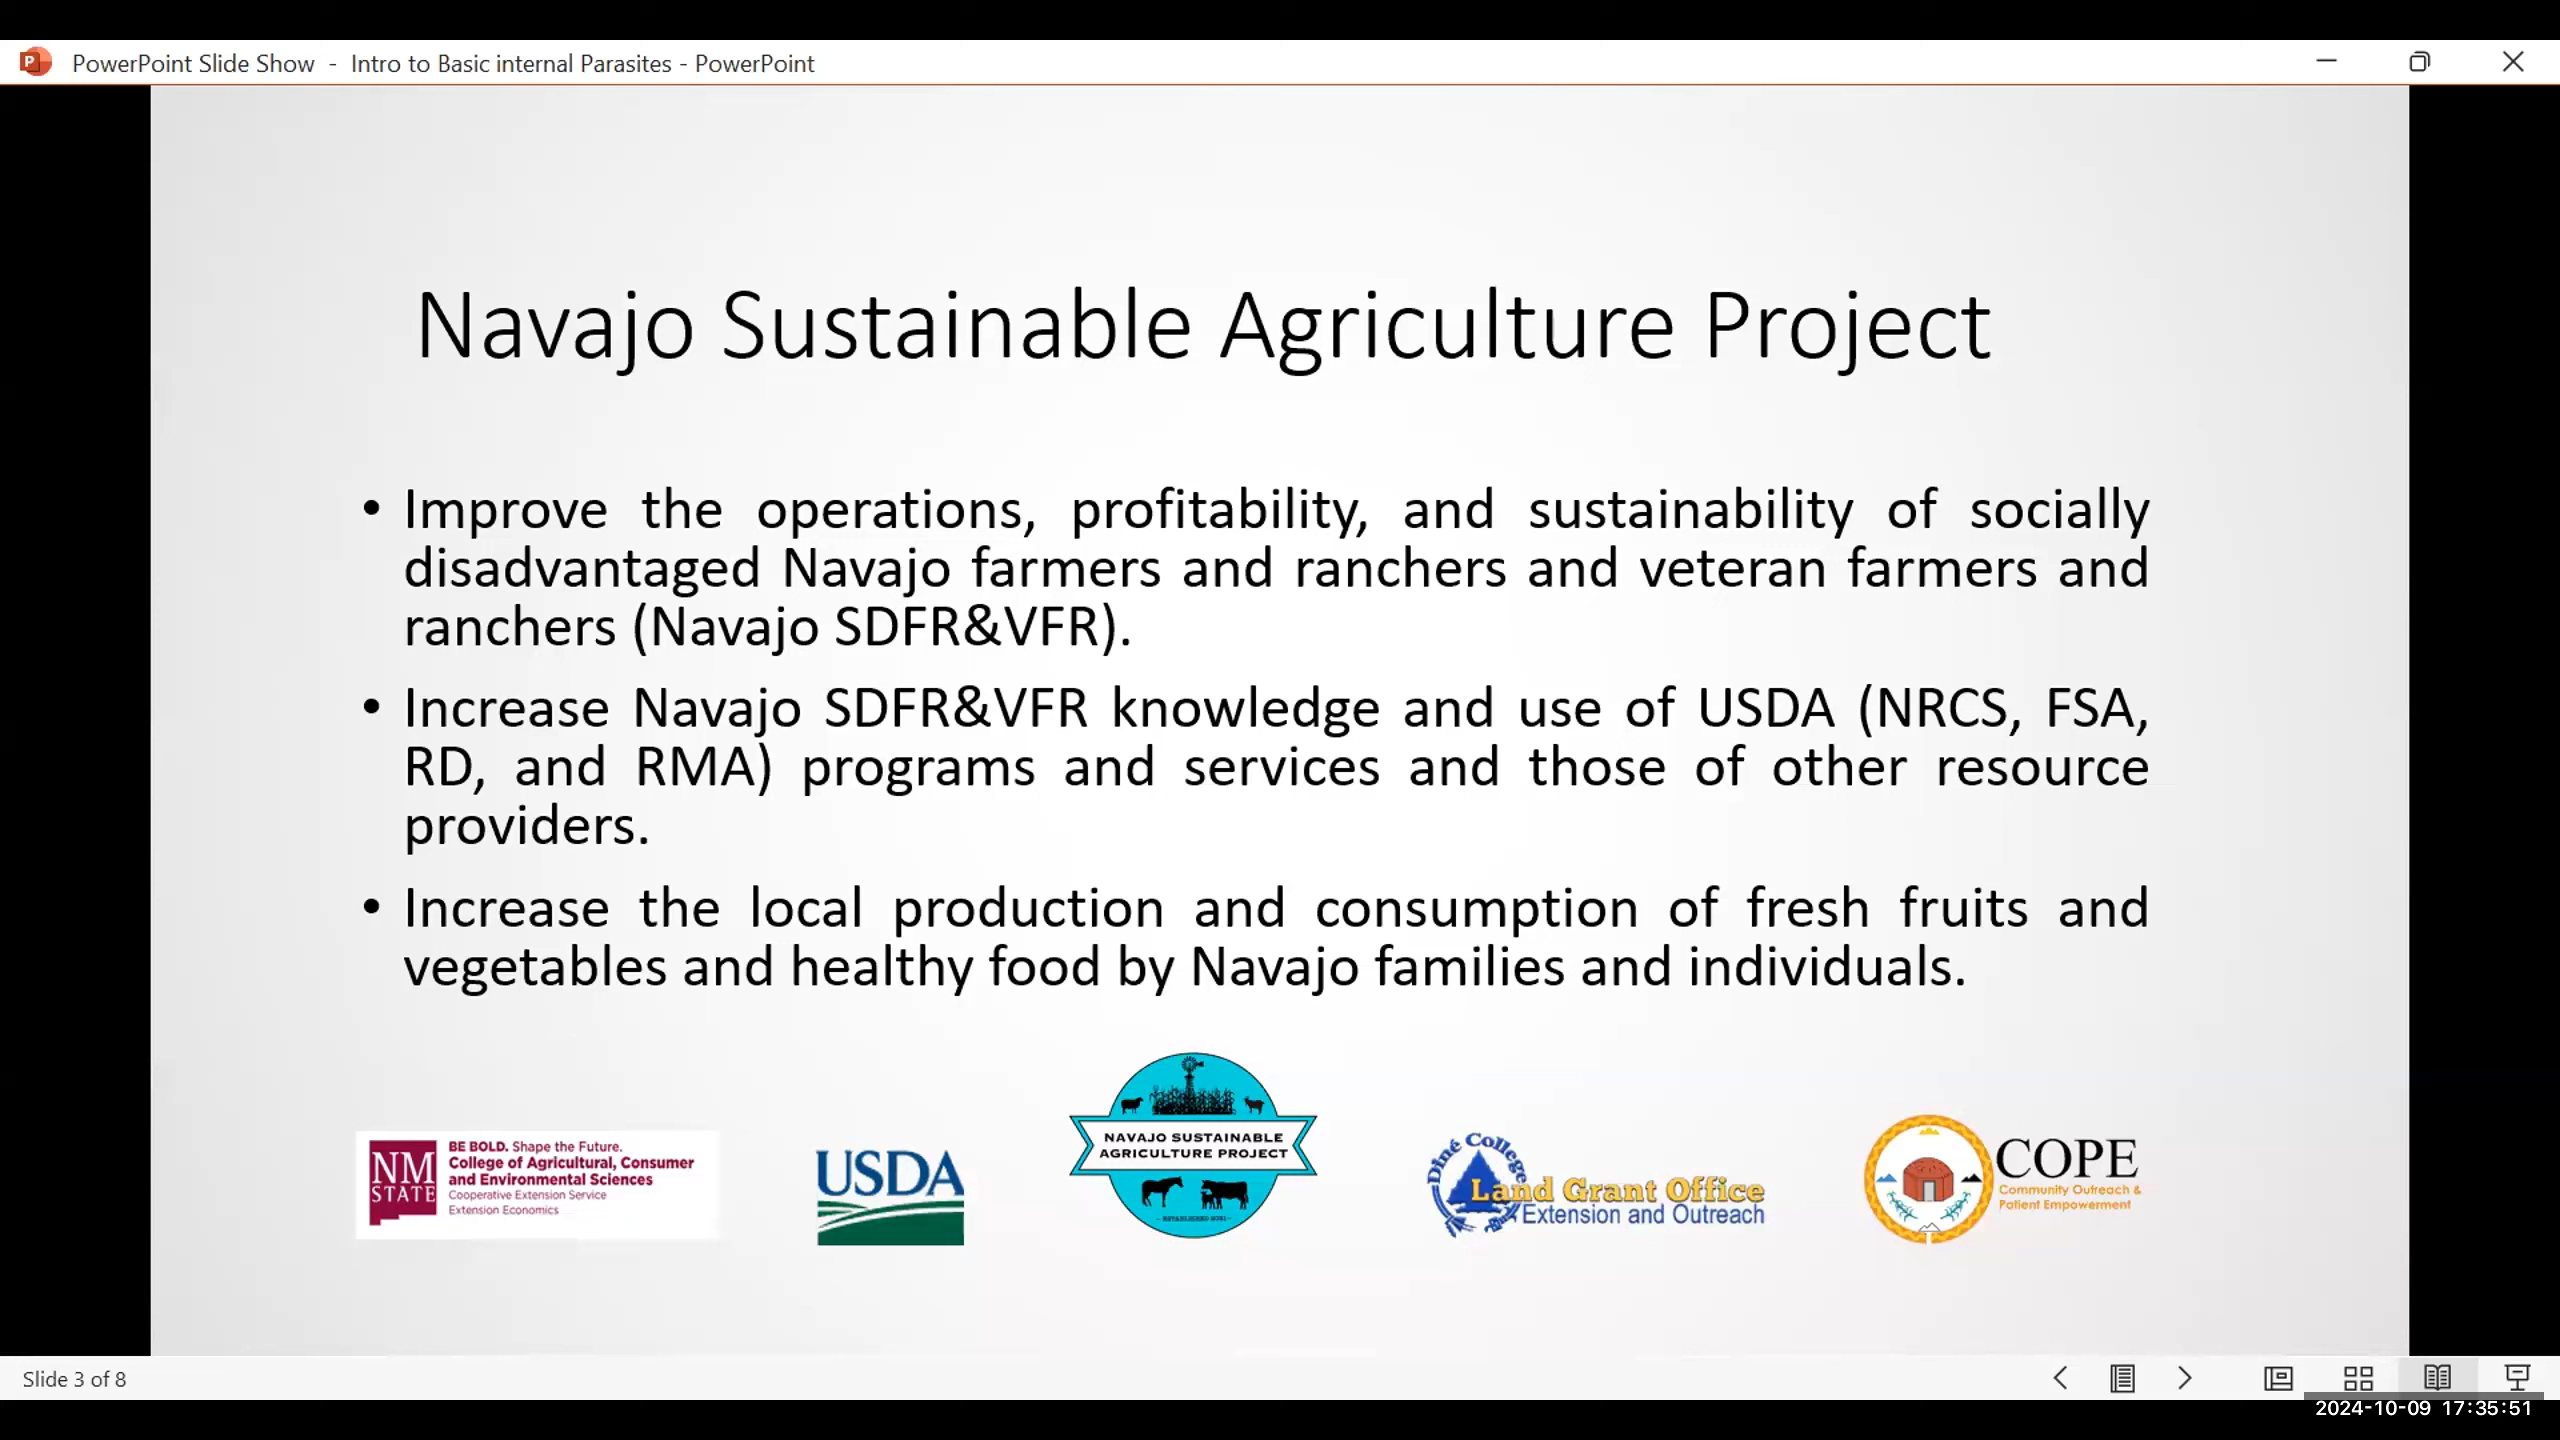 PowerPoint Slide Show - Intro to Basic internal Parasites - PowerPoint
Navajo Sustainable Agriculture Project
• Improve the operations, profitability, and sustainability of socially
disadvantaged Navajo farmers and ranchers and veteran farmers and
ranchers (Navajo SDFR&VFR).
• Increase Navajo SDFR&VFR knowledge and use of USDA (NRCS, FSA,
RD, and RMA) programs and services and those of other resource
providers.
• Increase the local production and consumption of fresh fruits and
vegetables and healthy food by Navajo families and individuals.
NM
STATE
BE BOLD. Shape the Future.
College of Agricultural, Consumer
and Environmental Sciences
Cooperative Extension Service
Extension Economics
USDA
NAVAJO SUSTAINABLE
AGRICULTURE PROJECT
Diné College
Land Grant Office
Extension and Outreach
COPE
Community Outreach &
Patient Empowerment
Slide 3 of 8
2024-10-09 17:35:51